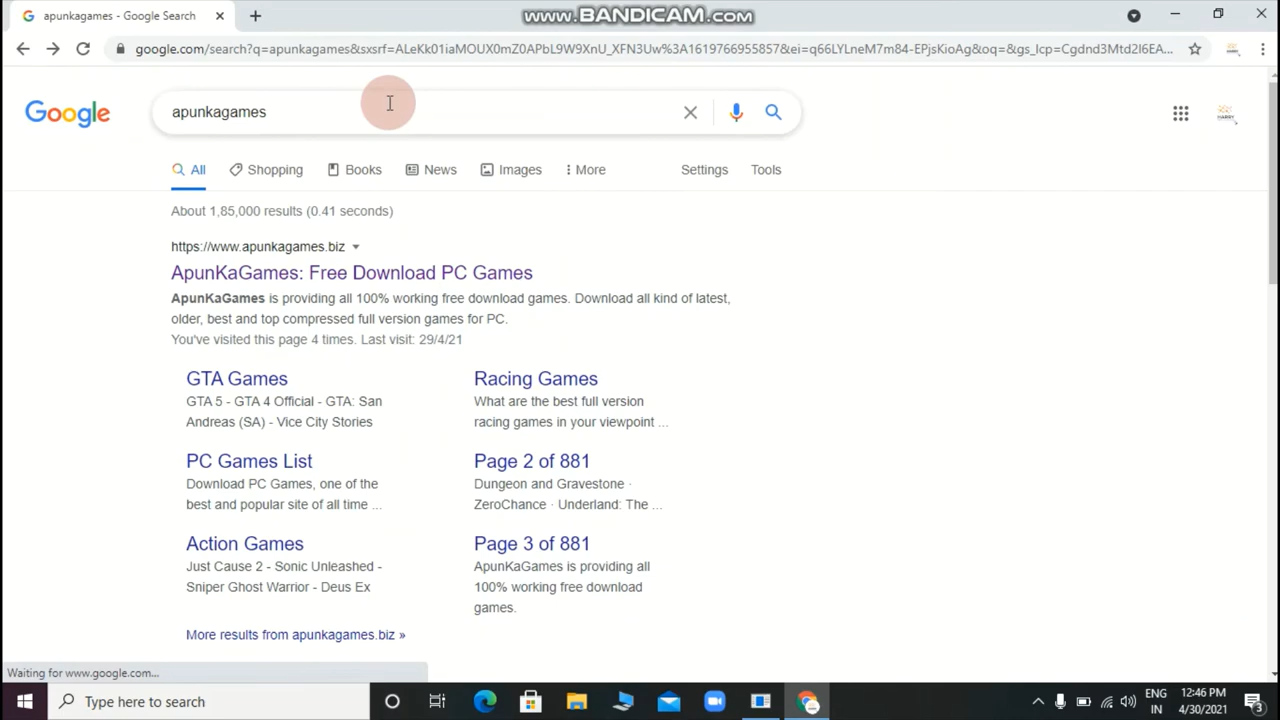 apunkagames - Google Search
www.BANDICAM.com
google.com/search?q=apunkagames&sxsrf=ALeKk01iaMOUX0mZ0APbL9W9XnU_XFN3Uw%3A1619766955857&ei=q66LYLneM7m84-EPjsKioAg&oq=&gs_lcp=Cgdnd3Mtd2l6EA...
Google
apunkagames
HARRY
All
Shopping
Books
News
Images
More
Settings
Tools
About 1,85,000 results (0.41 seconds)
https://www.apunkagames.biz
ApunKaGames: Free Download PC Games
ApunKaGames is providing all 100% working free download games. Download all kind of latest,
older, best and top compressed full version games for PC.
You've visited this page 4 times. Last visit: 29/4/21
GTA Games
GTA 5 - GTA 4 Official - GTA: San
Andreas (SA) - Vice City Stories
Racing Games
What are the best full version
racing games in your viewpoint ...
PC Games List
Download PC Games, one of the
best and popular site of all time ...
Page 2 of 881
Dungeon and Gravestone ·
ZeroChance · Underland: The ...
Action Games
Just Cause 2 - Sonic Unleashed -
Sniper Ghost Warrior - Deus Ex
Page 3 of 881
ApunKaGames is providing all
100% working free download
games.
More results from apunkagames.biz »
Waiting for www.google.com...
Type here to search
ENG
IN
12:46 PM
4/30/2021
3